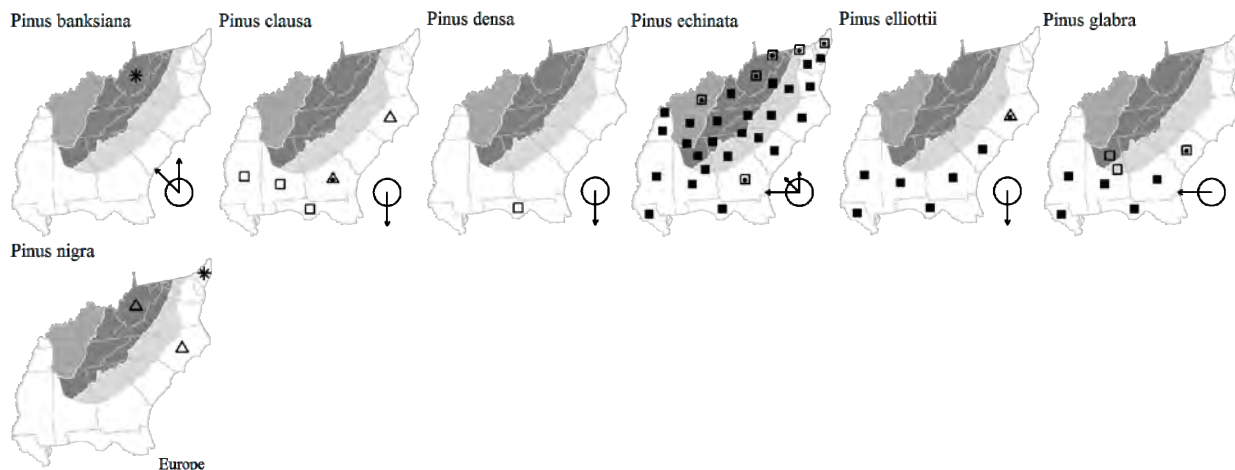 Pinus banksiana
Pinus clausa
Pinus densa
Pinus echinata
Pinus elliottii
Pinus glabra
Pinus nigra
Europe